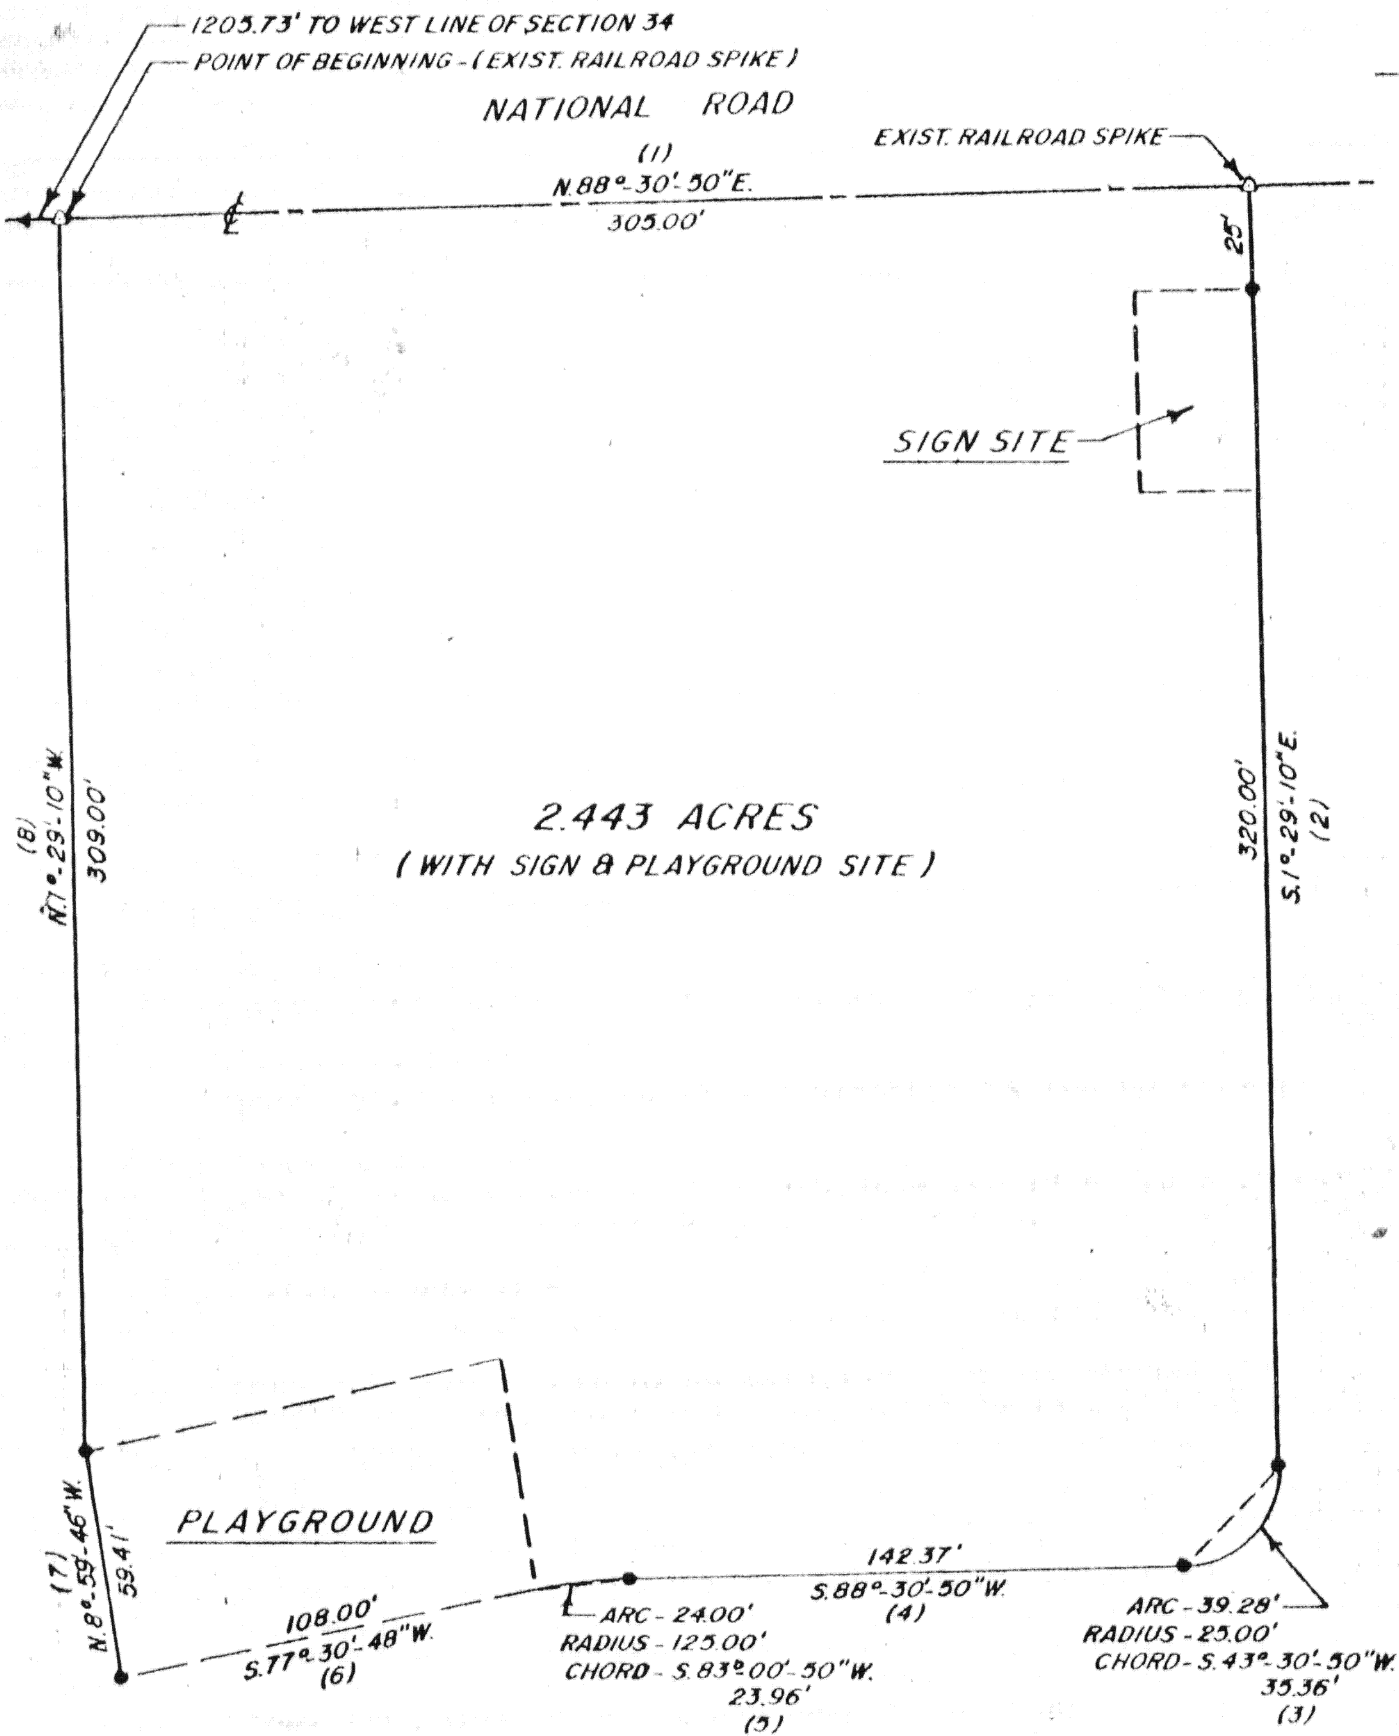 1205.73' TO WEST LINE OF SECTION 34
POINT OF BEGINNING - (EXIST. RAILROAD SPIKE)
NATIONAL ROAD
EXIST. RAILROAD SPIKE
(1)
N.88°-30'-50"E.
305.00'
℄
25'
SIGN SITE
(8)
N.1°-29'-10"W.
309.00'
2.443 ACRES
(WITH SIGN & PLAYGROUND SITE)
320.00'
S.1°-29'-10"E.
(2)
PLAYGROUND
(7)
N.8°-59'-46"W.
59.41'
108.00'
S.77°-30'-48"W.
(6)
ARC - 24.00'
RADIUS - 125.00'
CHORD - S.83°-00'-50"W.
23.96'
(5)
142.37'
S.88°-30'-50"W.
(4)
ARC - 39.28'
RADIUS - 25.00'
CHORD - S.43°-30'-50"W.
35.36'
(3)